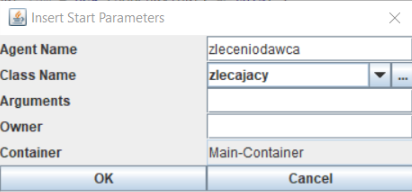 Insert Start Parameters
Agent Name zleceniodawca
Class Name zlecajacy ...
Arguments
Owner
Container Main-Container
OK Cancel